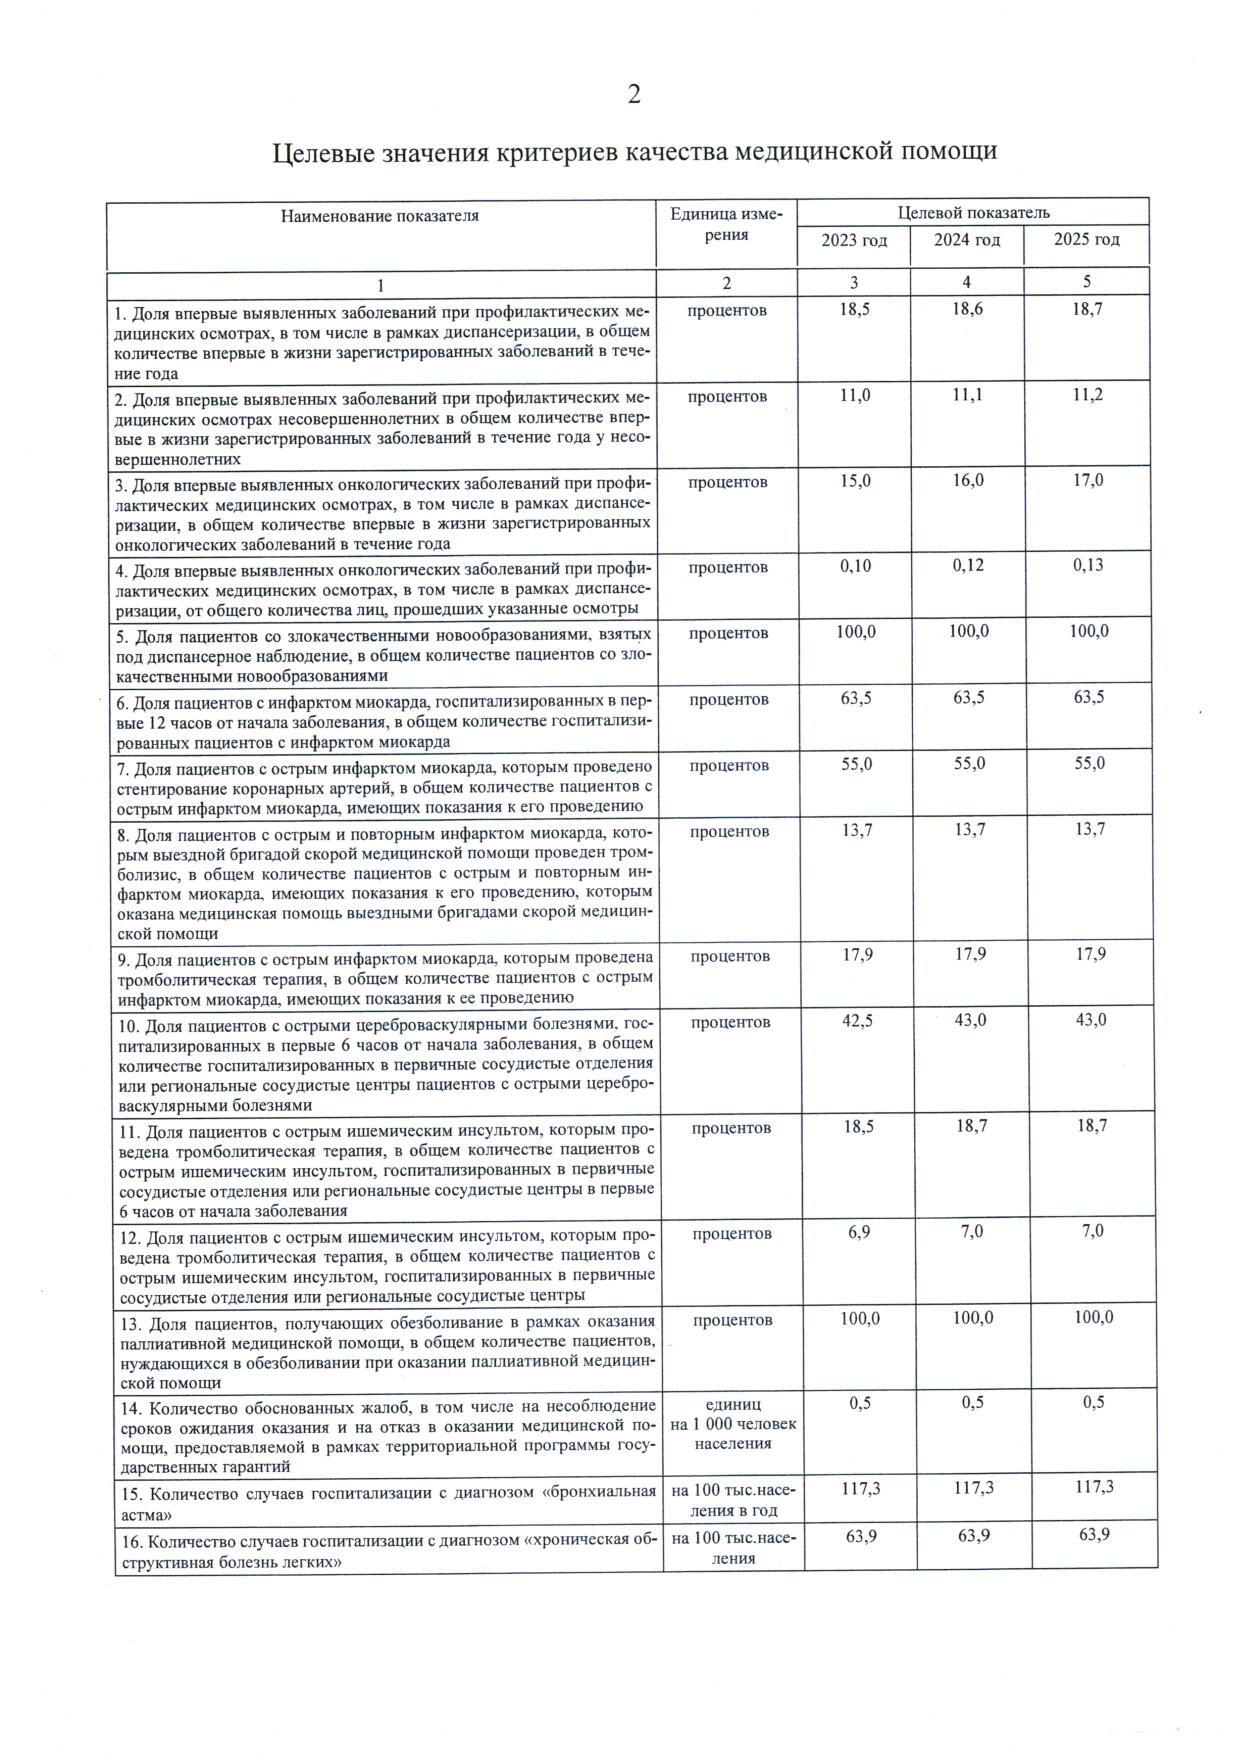 2
Целевые значения критериев качества медицинской помощи
Наименование показателя
Единица изме-
рения
Целевой показатель
2023 год
2024 год
2025 год
1
2
3
4
5
1. Доля впервые выявленных заболеваний при профилактических ме-
дицинских осмотрах, в том числе в рамках диспансеризации, в общем
количестве впервые в жизни зарегистрированных заболеваний в тече-
ние года
процентов
18,5
18,6
18,7
2. Доля впервые выявленных заболеваний при профилактических ме-
дицинских осмотрах несовершеннолетних в общем количестве впер-
вые в жизни зарегистрированных заболеваний в течение года у несо-
вершеннолетних
процентов
11,0
11,1
11,2
3. Доля впервые выявленных онкологических заболеваний при профи-
лактических медицинских осмотрах, в том числе в рамках диспансе-
ризации, в общем количестве впервые в жизни зарегистрированных
онкологических заболеваний в течение года
процентов
15,0
16,0
17,0
4. Доля впервые выявленных онкологических заболеваний при профи-
лактических медицинских осмотрах, в том числе в рамках диспансе-
ризации, от общего количества лиц, прошедших указанные осмотры
процентов
0,10
0,12
0,13
5. Доля пациентов со злокачественными новообразованиями, взятых
под диспансерное наблюдение, в общем количестве пациентов со зло-
качественными новообразованиями
процентов
100,0
100,0
100,0
6. Доля пациентов с инфарктом миокарда, госпитализированных в пер-
вые 12 часов от начала заболевания, в общем количестве госпитализи-
рованных пациентов с инфарктом миокарда
процентов
63,5
63,5
63,5
7. Доля пациентов с острым инфарктом миокарда, которым проведено
стентирование коронарных артерий, в общем количестве пациентов с
острым инфарктом миокарда, имеющих показания к его проведению
процентов
55,0
55,0
55,0
8. Доля пациентов с острым и повторным инфарктом миокарда, кото-
рым выездной бригадой скорой медицинской помощи проведен тром-
болизис, в общем количестве пациентов с острым и повторным ин-
фарктом миокарда, имеющих показания к его проведению, которым
оказана медицинская помощь выездными бригадами скорой медицин-
ской помощи
процентов
13,7
13,7
13,7
9. Доля пациентов с острым инфарктом миокарда, которым проведена
тромболитическая терапия, в общем количестве пациентов с острым
инфарктом миокарда, имеющих показания к ее проведению
процентов
17,9
17,9
17,9
10. Доля пациентов с острыми цереброваскулярными болезнями, гос-
питализированных в первые 6 часов от начала заболевания, в общем
количестве госпитализированных в первичные сосудистые отделения
или региональные сосудистые центры пациентов с острыми церебро-
васкулярными болезнями
процентов
42,5
43,0
43,0
11. Доля пациентов с острым ишемическим инсультом, которым про-
ведена тромболитическая терапия, в общем количестве пациентов с
острым ишемическим инсультом, госпитализированных в первичные
сосудистые отделения или региональные сосудистые центры в первые
6 часов от начала заболевания
процентов
18,5
18,7
18,7
12. Доля пациентов с острым ишемическим инсультом, которым про-
ведена тромболитическая терапия, в общем количестве пациентов с
острым ишемическим инсультом, госпитализированных в первичные
сосудистые отделения или региональные сосудистые центры
процентов
6,9
7,0
7,0
13. Доля пациентов, получающих обезболивание в рамках оказания
паллиативной медицинской помощи, в общем количестве пациентов,
нуждающихся в обезболивании при оказании паллиативной медицин-
ской помощи
процентов
100,0
100,0
100,0
14. Количество обоснованных жалоб, в том числе на несоблюдение
сроков ожидания оказания и на отказ в оказании медицинской по-
мощи, предоставляемой в рамках территориальной программы госу-
дарственных гарантий
единиц
на 1 000 человек
населения
0,5
0,5
0,5
15. Количество случаев госпитализации с диагнозом «бронхиальная
астма»
на 100 тыс.насе-
ления в год
117,3
117,3
117,3
16. Количество случаев госпитализации с диагнозом «хроническая об-
структивная болезнь легких»
на 100 тыс.насе-
ления
63,9
63,9
63,9